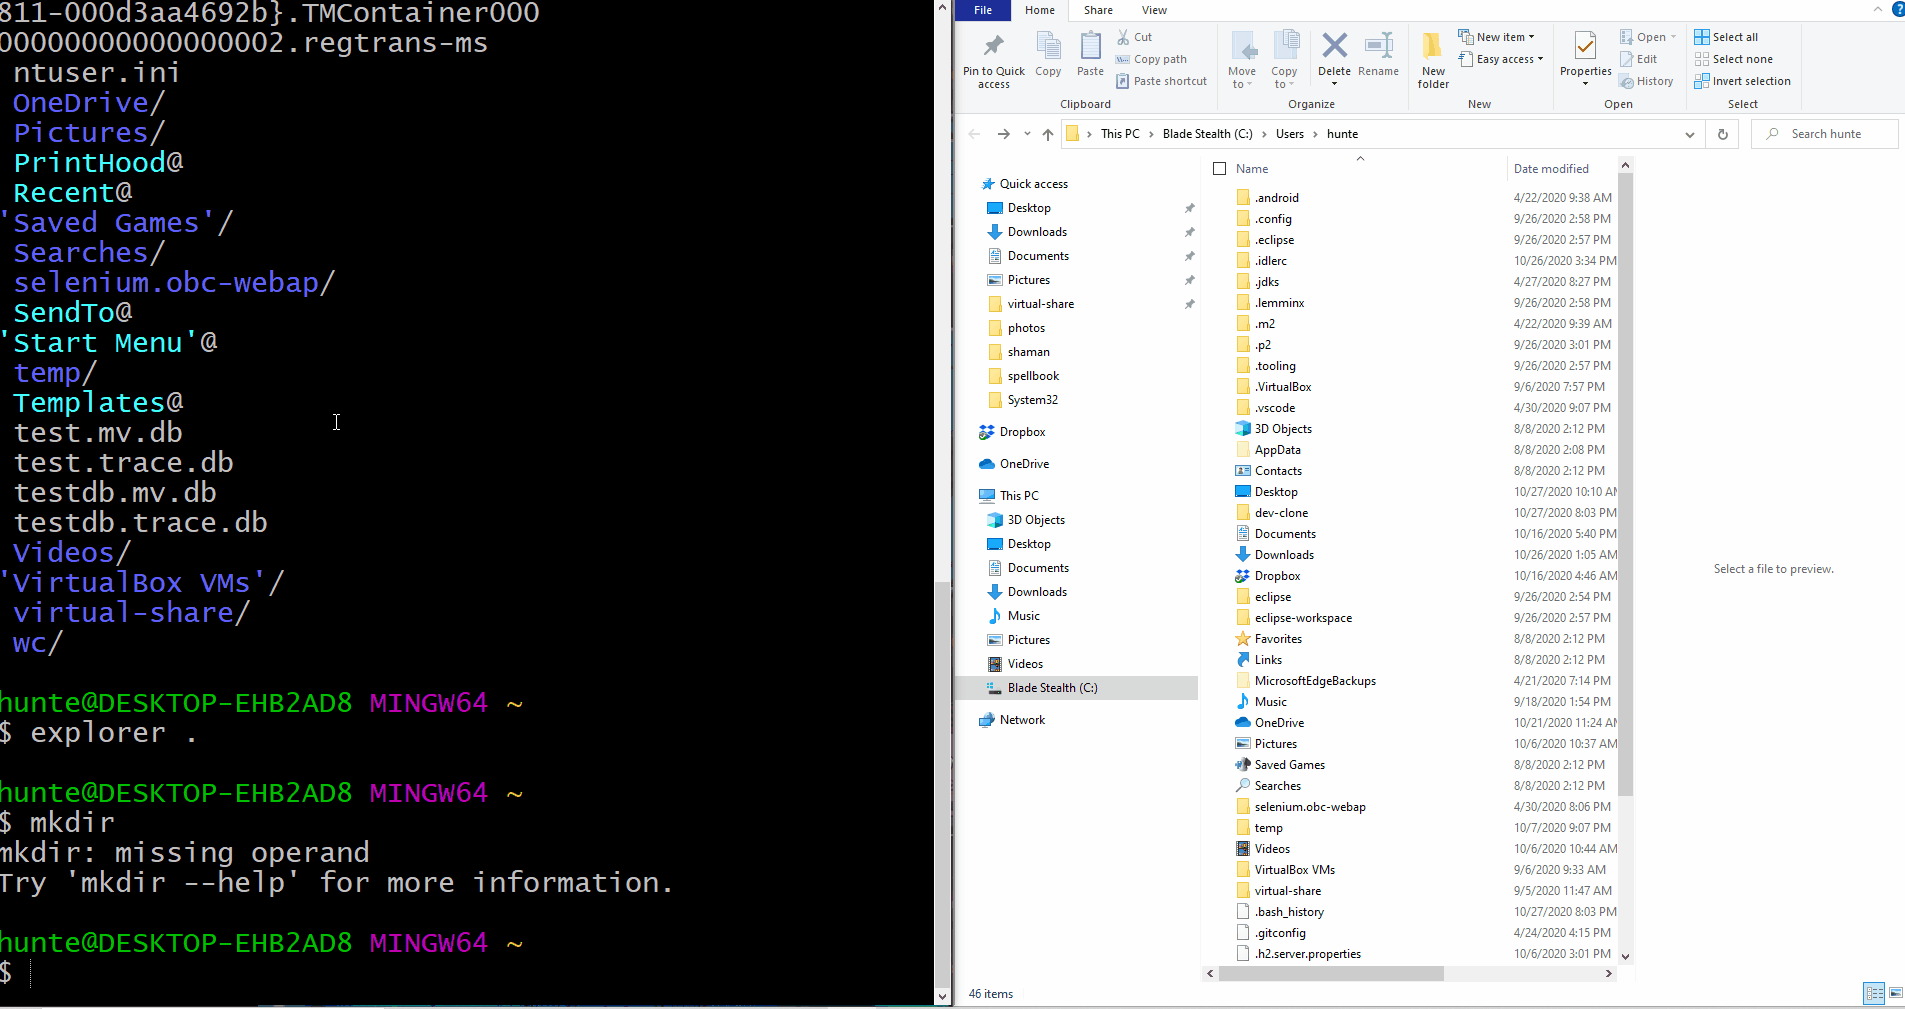 811-000d3aa4692b}.TMContainer000
00000000000000002.regtrans-ms
ntuser.ini
OneDrive/
Pictures/
PrintHood@
Recent@
'Saved Games'/
Searches/
selenium.obc-webap/
SendTo@
'Start Menu'@
temp/
Templates@
test.mv.db
test.trace.db
testdb.mv.db
testdb.trace.db
Videos/
'VirtualBox VMs'/
virtual-share/
wc/
hunte@DESKTOP-EHB2AD8 MINGW64 ~
$ explorer .
hunte@DESKTOP-EHB2AD8 MINGW64 ~
$ mkdir
mkdir: missing operand
Try 'mkdir --help' for more information.
hunte@DESKTOP-EHB2AD8 MINGW64 ~
$
File Home Share View
Pin to Quick access
Copy
Paste
Cut
Copy path
Paste shortcut
Clipboard
Move to
Copy to
Delete
Rename
Organize
New folder
New item
Easy access
New
Properties
Open
Edit
History
Open
Select all
Select none
Invert selection
Select
This PC > Blade Stealth (C:) > Users > hunte
Search hunte
Quick access
Desktop
Downloads
Documents
Pictures
virtual-share
photos
shaman
spellbook
System32
Dropbox
OneDrive
This PC
3D Objects
Desktop
Documents
Downloads
Music
Pictures
Videos
Blade Stealth (C:)
Network
Name Date modified
.android 4/22/2020 9:38 AM
.config 9/26/2020 2:58 PM
.eclipse 9/26/2020 2:57 PM
.idlerc 10/26/2020 3:34 PM
.jdks 4/27/2020 8:27 PM
.lemminx 9/26/2020 2:58 PM
.m2 4/22/2020 9:39 AM
.p2 9/26/2020 3:01 PM
.tooling 9/26/2020 2:57 PM
.VirtualBox 9/6/2020 7:57 PM
.vscode 4/30/2020 9:07 PM
3D Objects 8/8/2020 2:12 PM
AppData 8/8/2020 2:08 PM
Contacts 8/8/2020 2:12 PM
Desktop 10/27/2020 10:10 AM
dev-clone 10/27/2020 8:03 PM
Documents 10/16/2020 5:40 PM
Downloads 10/26/2020 1:05 AM
Dropbox 10/16/2020 4:46 AM
eclipse 9/26/2020 2:54 PM
eclipse-workspace 9/26/2020 2:57 PM
Favorites 8/8/2020 2:12 PM
Links 8/8/2020 2:12 PM
MicrosoftEdgeBackups 4/21/2020 7:14 PM
Music 9/18/2020 1:54 PM
OneDrive 10/21/2020 11:24 AM
Pictures 10/6/2020 10:37 AM
Saved Games 8/8/2020 2:12 PM
Searches 8/8/2020 2:12 PM
selenium.obc-webap 4/30/2020 8:06 PM
temp 10/7/2020 9:07 PM
Videos 10/6/2020 10:44 AM
VirtualBox VMs 9/6/2020 9:33 AM
virtual-share 9/5/2020 11:47 AM
.bash_history 10/27/2020 8:03 PM
.gitconfig 4/24/2020 4:15 PM
.h2.server.properties 10/6/2020 3:01 PM
Select a file to preview.
46 items